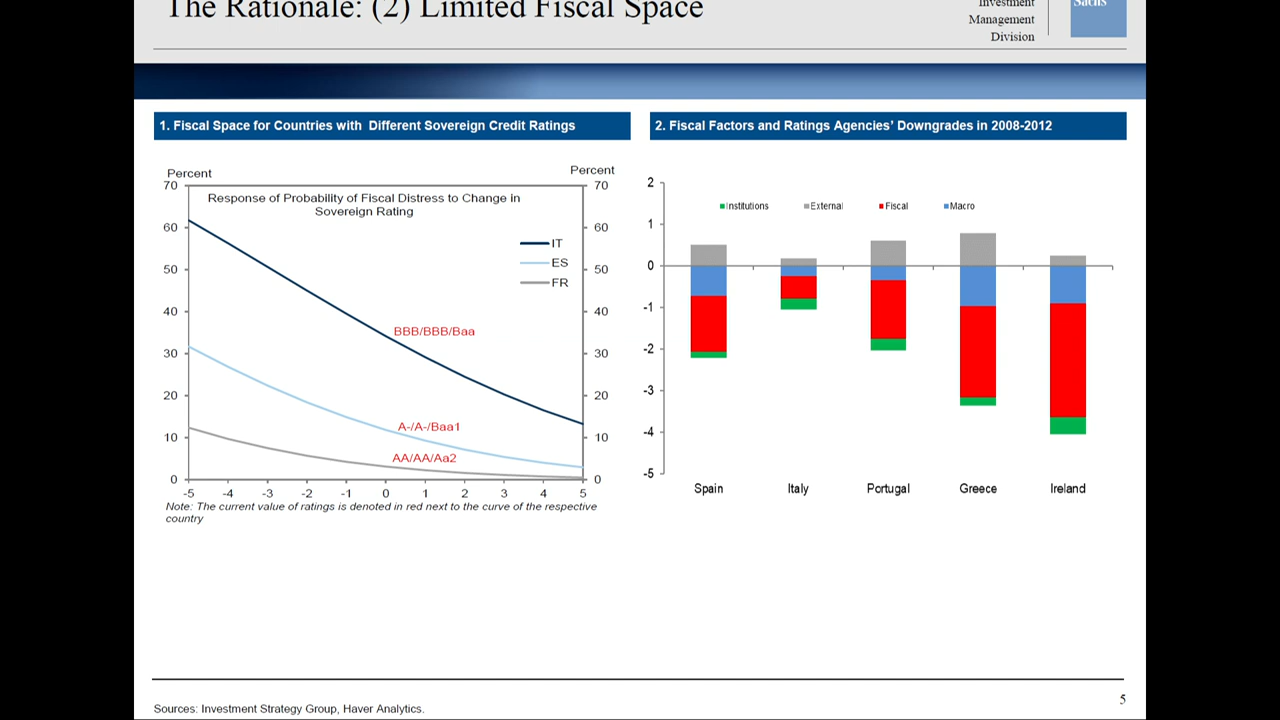 The Rationale: (2) Limited Fiscal Space
Investment
Management
Division
Sachs
1. Fiscal Space for Countries with Different Sovereign Credit Ratings
Percent
Percent
Response of Probability of Fiscal Distress to Change in
Sovereign Rating
70
60
50
40
30
20
10
0
70
60
50
40
30
20
10
0
IT
ES
FR
BBB/BBB/Baa
A-/A-/Baa1
AA/AA/Aa2
-5 -4 -3 -2 -1 0 1 2 3 4 5
Note: The current value of ratings is denoted in red next to the curve of the respective
country
2. Fiscal Factors and Ratings Agencies’ Downgrades in 2008-2012
Institutions External Fiscal Macro
2
1
0
-1
-2
-3
-4
-5
Spain Italy Portugal Greece Ireland
Sources: Investment Strategy Group, Haver Analytics.
5